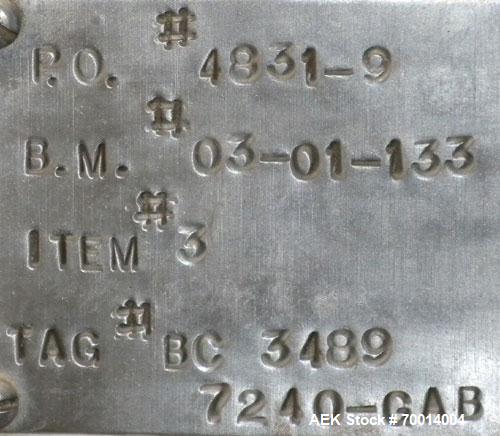 P.O. # 4831-9
B.M. # 03-01-133
ITEM # 3
TAG # BC 3489
7240-CAB
AEK Stock # 70014004